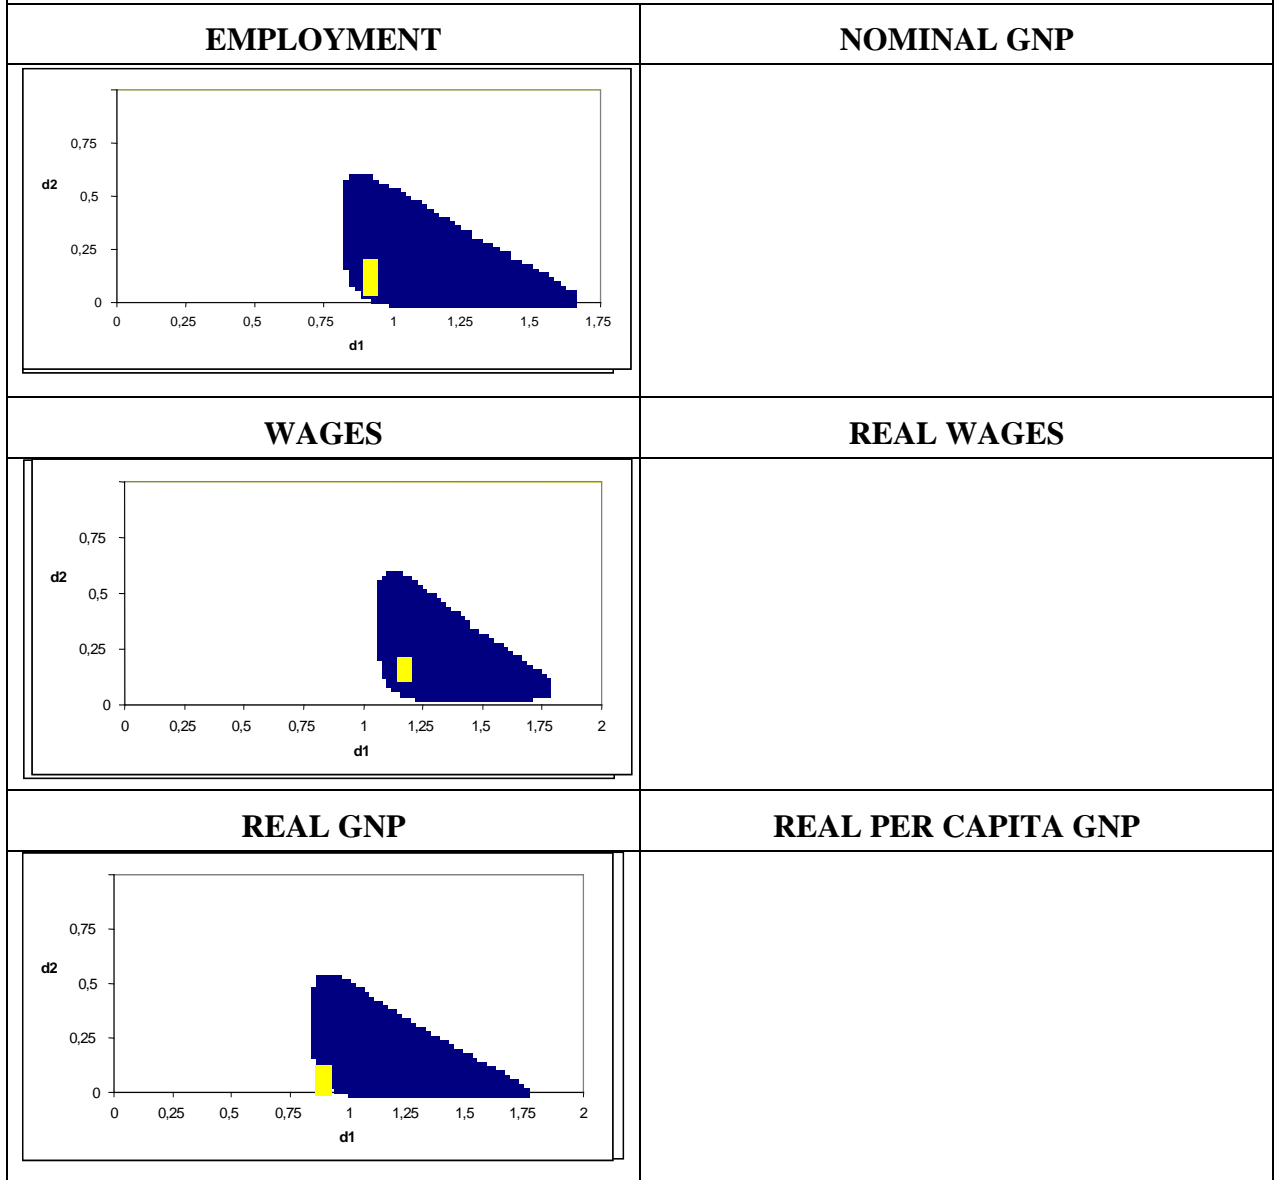 EMPLOYMENT NOMINAL GNP
0,75
d2
0,5
0,25
0
0 0,25 0,5 0,75 1 1,25 1,5 1,75
d1
WAGES REAL WAGES
0,75
d2
0,5
0,25
0
0 0,25 0,5 0,75 1 1,25 1,5 1,75 2
d1
REAL GNP REAL PER CAPITA GNP
0,75
d2
0,5
0,25
0
0 0,25 0,5 0,75 1 1,25 1,5 1,75 2
d1